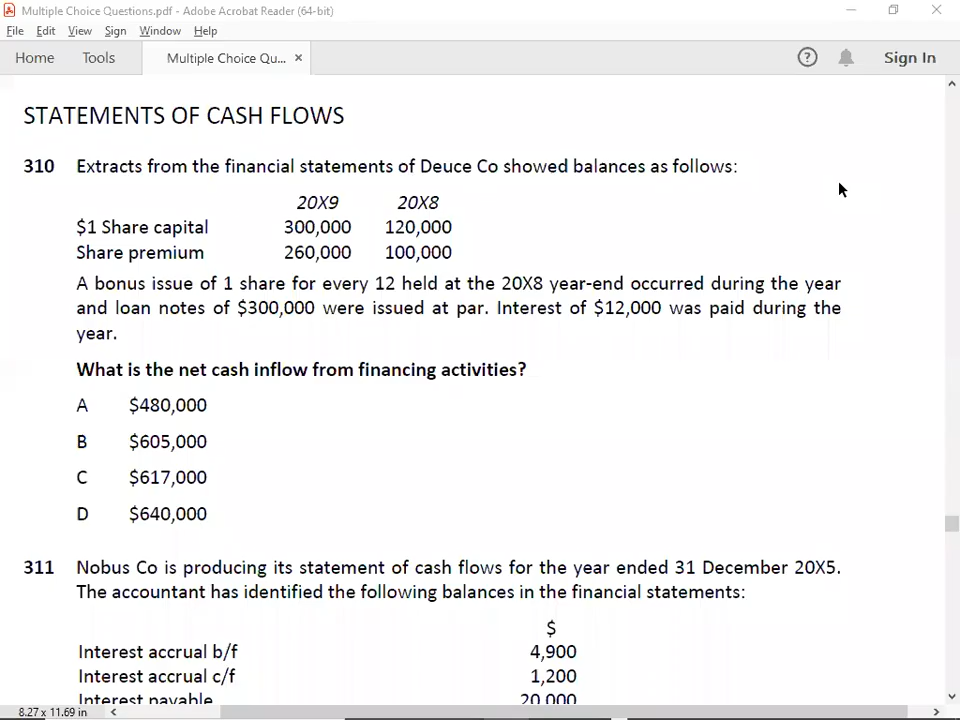 Multiple Choice Questions.pdf - Adobe Acrobat Reader (64-bit)
File Edit View Sign Window Help
Home Tools Multiple Choice Qu... × ? Sign In
STATEMENTS OF CASH FLOWS
310 Extracts from the financial statements of Deuce Co showed balances as follows:
20X9 20X8
$1 Share capital 300,000 120,000
Share premium 260,000 100,000
A bonus issue of 1 share for every 12 held at the 20X8 year-end occurred during the year
and loan notes of $300,000 were issued at par. Interest of $12,000 was paid during the
year.
What is the net cash inflow from financing activities?
A $480,000
B $605,000
C $617,000
D $640,000
311 Nobus Co is producing its statement of cash flows for the year ended 31 December 20X5.
The accountant has identified the following balances in the financial statements:
$
Interest accrual b/f 4,900
Interest accrual c/f 1,200
Interest payable 20,000
8.27 x 11.69 in